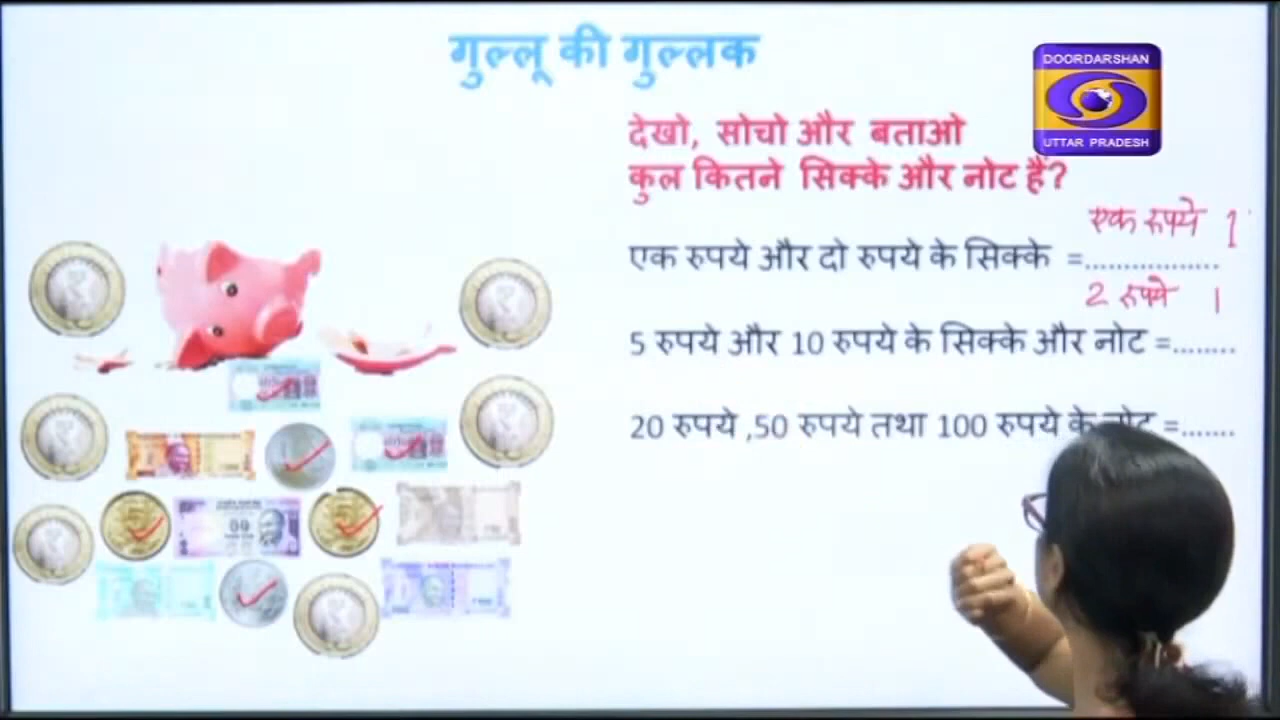 गुल्लू की गुल्लक
DOORDARSHAN
UTTAR PRADESH
देखो, सोचो और बताओ
कुल कितने सिक्के और नोट हैं?
एक रुपये 1
एक रुपये और दो रुपये के सिक्के =.................
2 रुपये 1
5 रुपये और 10 रुपये के सिक्के और नोट =........
20 रुपये ,50 रुपये तथा 100 रुपये के नोट =.......